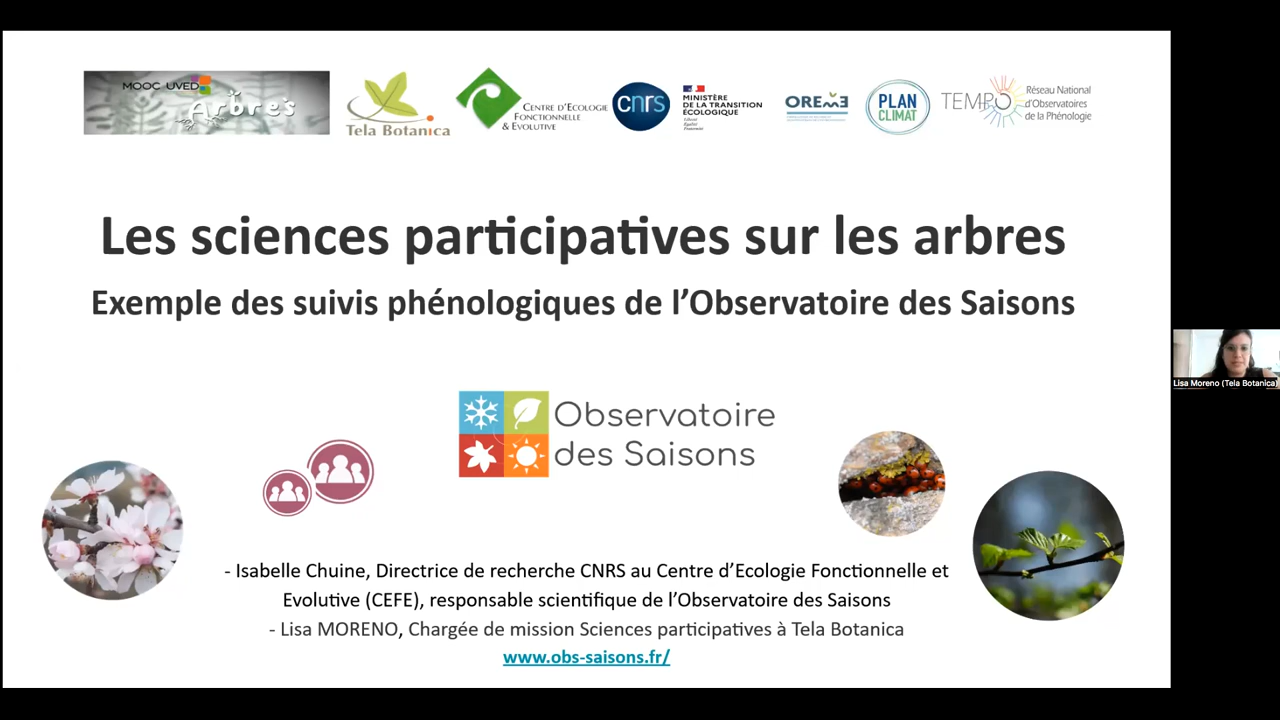 MOOC UVED
Arbres
Tela Botanica
CENTRE D'ECOLOGIE
FONCTIONNELLE
& EVOLUTIVE
cnrs
MINISTÈRE
DE LA TRANSITION
ÉCOLOGIQUE
Liberté
Égalité
Fraternité
OREME
PLAN
CLIMAT
TEMPO
Réseau National
d'Observatoires
de la Phénologie
Les sciences participatives sur les arbres
Exemple des suivis phénologiques de l'Observatoire des Saisons
Observatoire
des Saisons
- Isabelle Chuine, Directrice de recherche CNRS au Centre d'Ecologie Fonctionnelle et
Evolutive (CEFE), responsable scientifique de l'Observatoire des Saisons
- Lisa MORENO, Chargée de mission Sciences participatives à Tela Botanica
www.obs-saisons.fr/
Lisa Moreno (Tela Botanica)